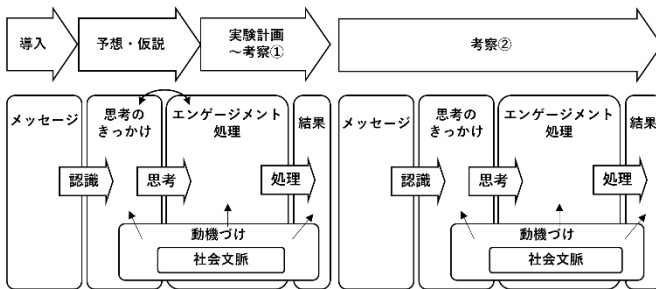 導入
予想・仮説
実験計画
～考察①
考察②
メッセージ
思考の
きっかけ
エンゲージメント
処理
結果
認識
思考
処理
動機づけ
社会文脈
メッセージ
思考の
きっかけ
エンゲージメント
処理
結果
認識
思考
処理
動機づけ
社会文脈